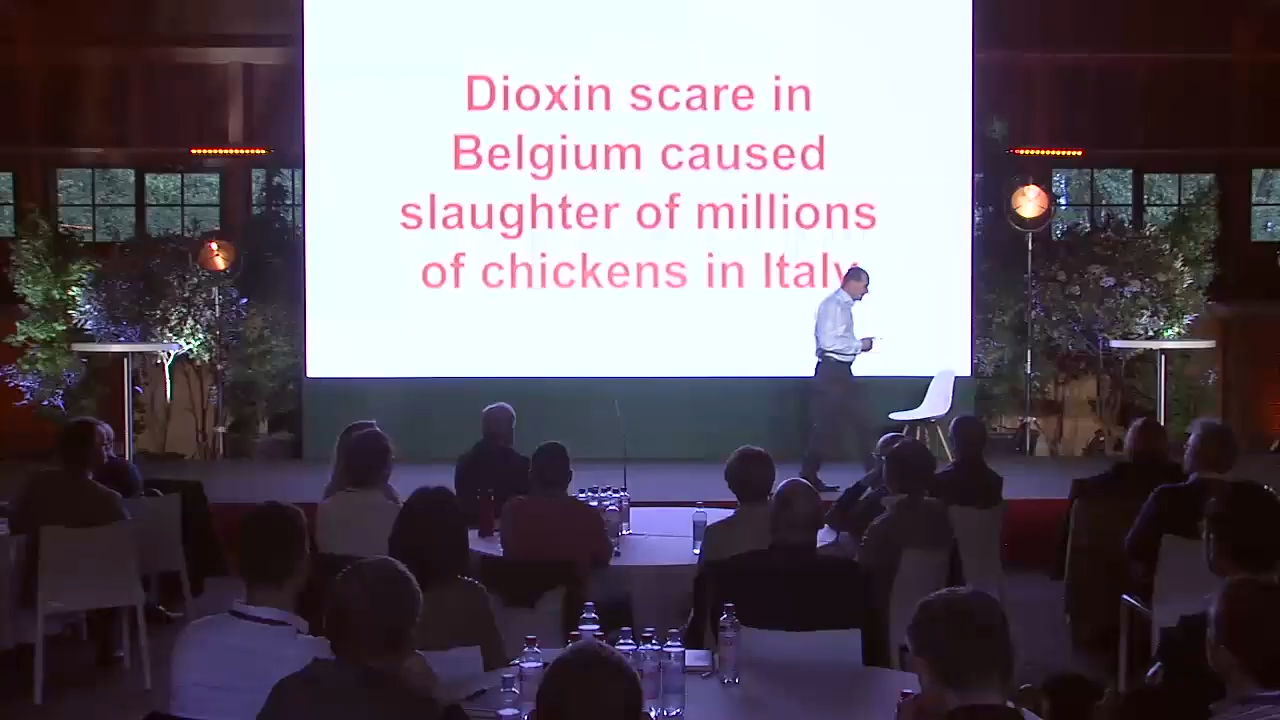 Dioxin scare in
Belgium caused
slaughter of millions
of chickens in Italy